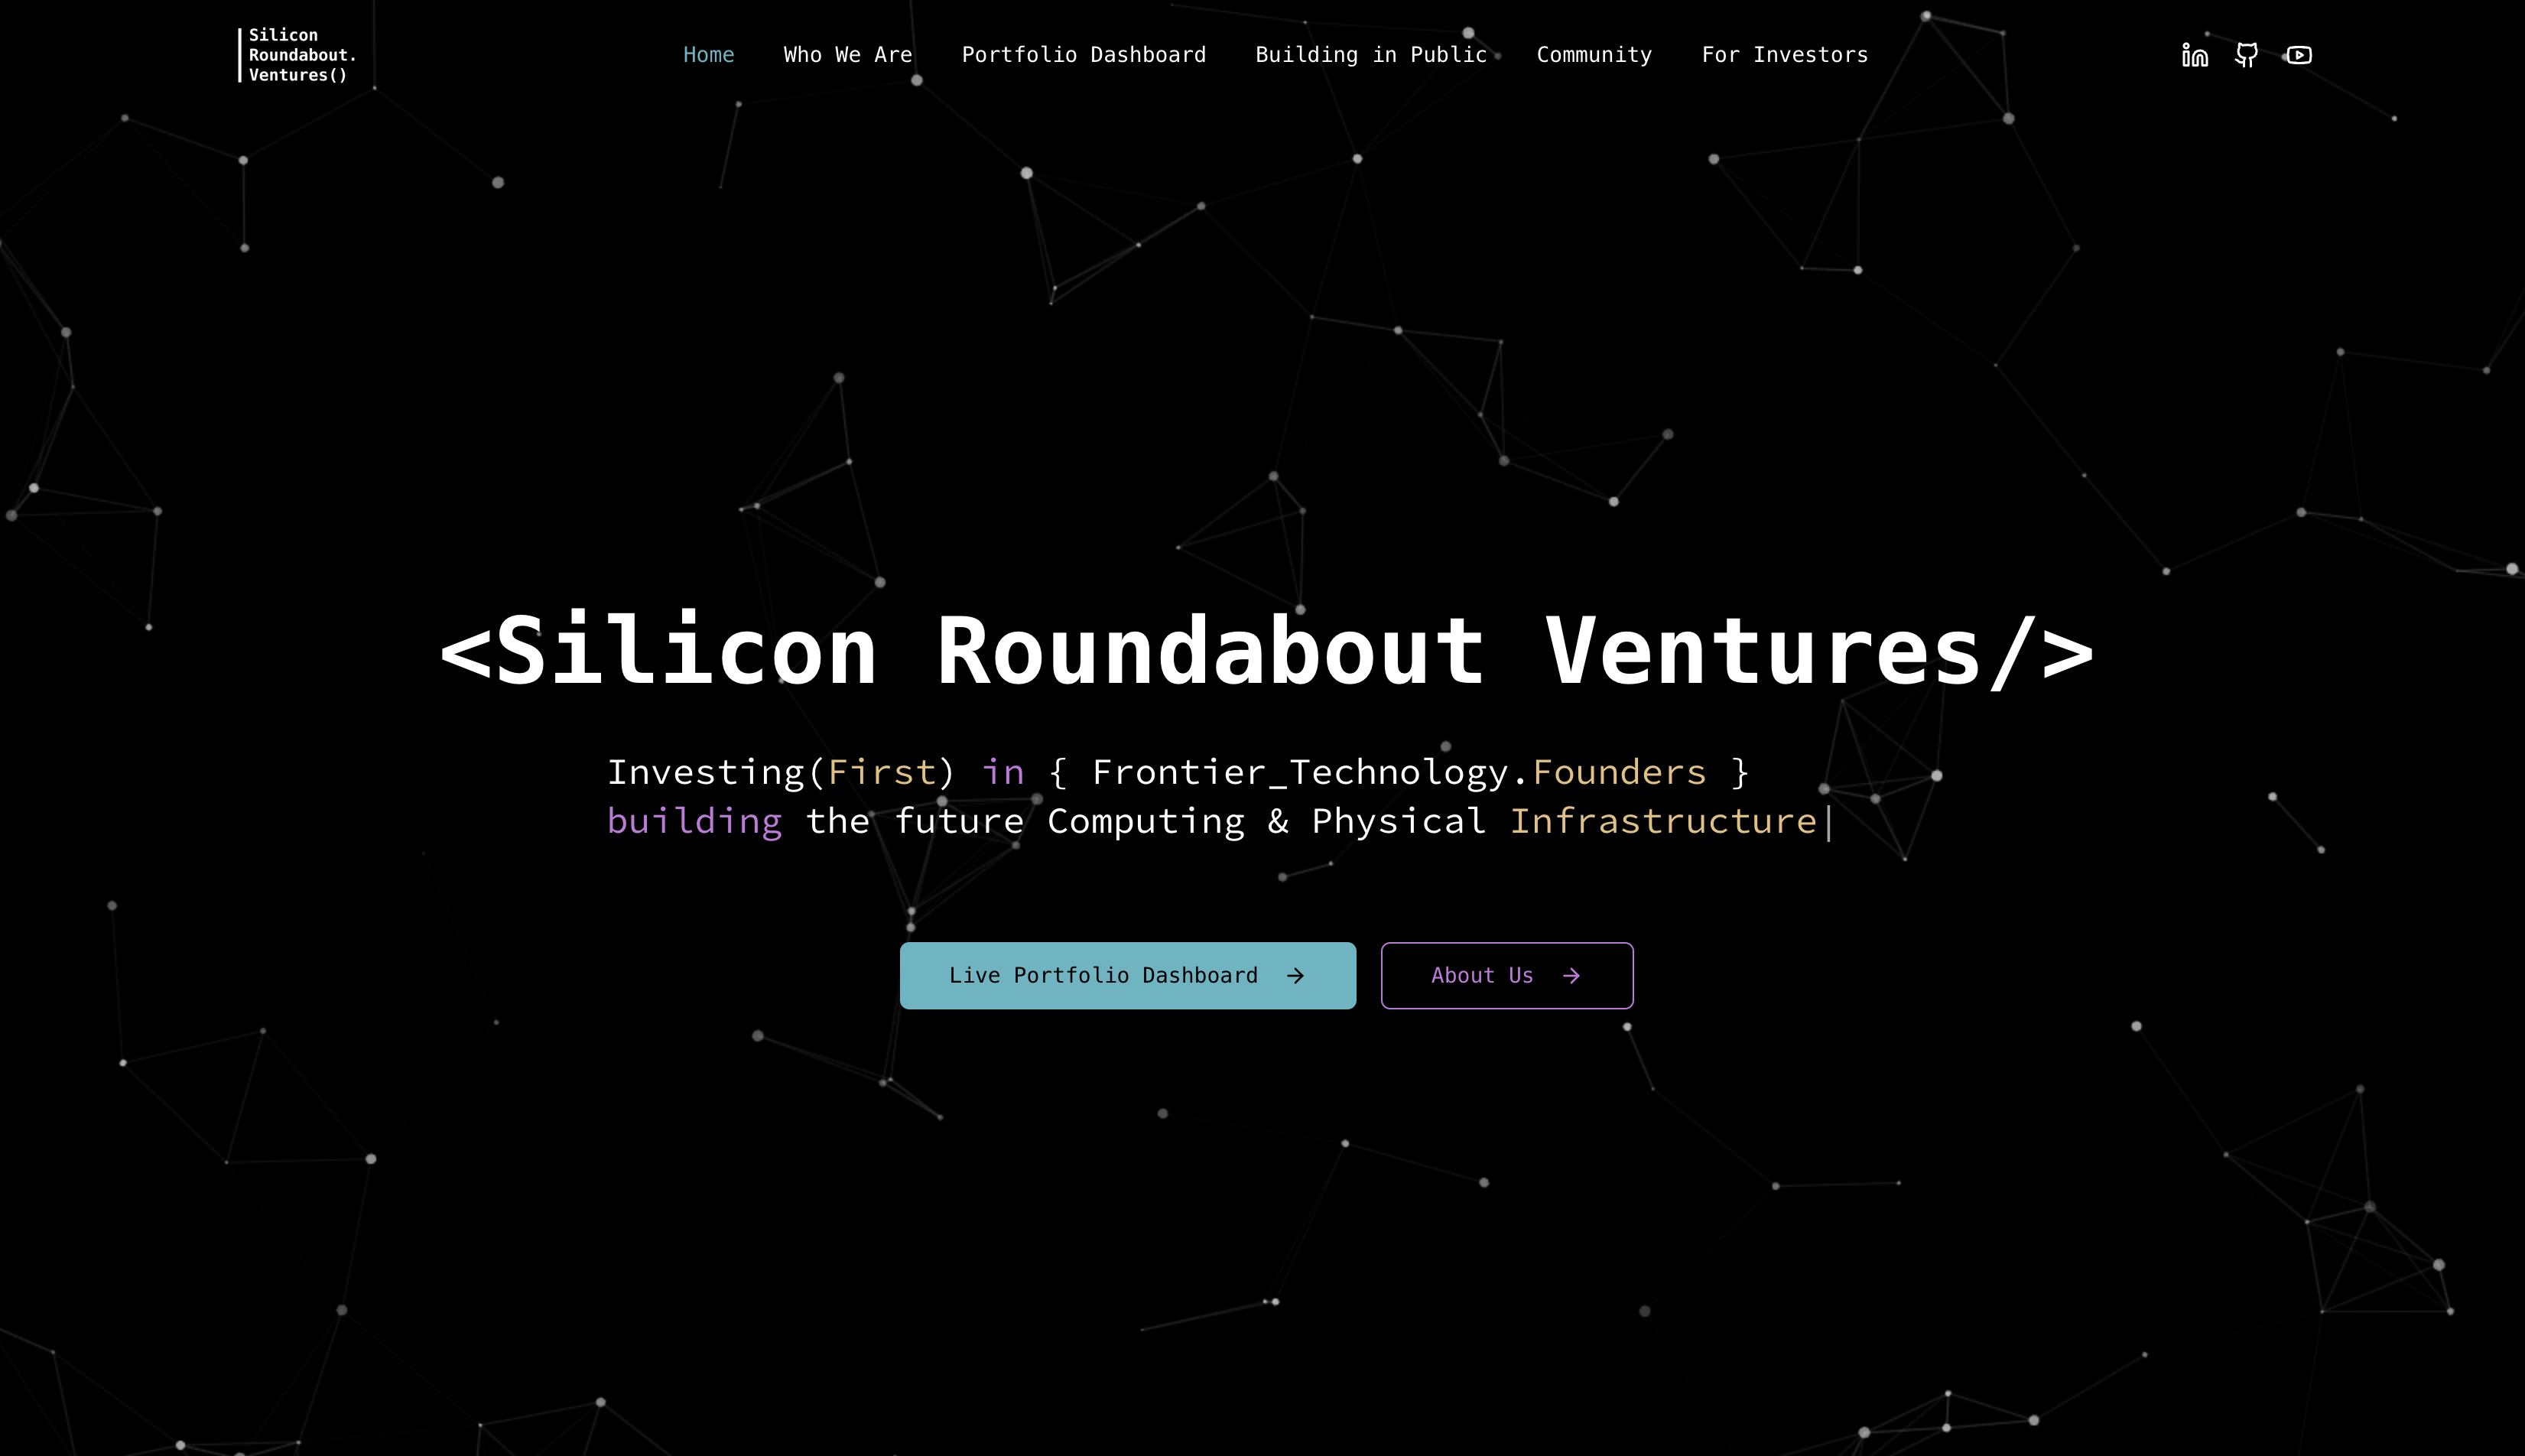 Silicon
Roundabout.
Ventures()
Home Who We Are Portfolio Dashboard Building in Public Community For Investors
<Silicon Roundabout Ventures/>
Investing(First) in { Frontier_Technology.Founders }
building the future Computing & Physical Infrastructure|
Live Portfolio Dashboard → About Us →